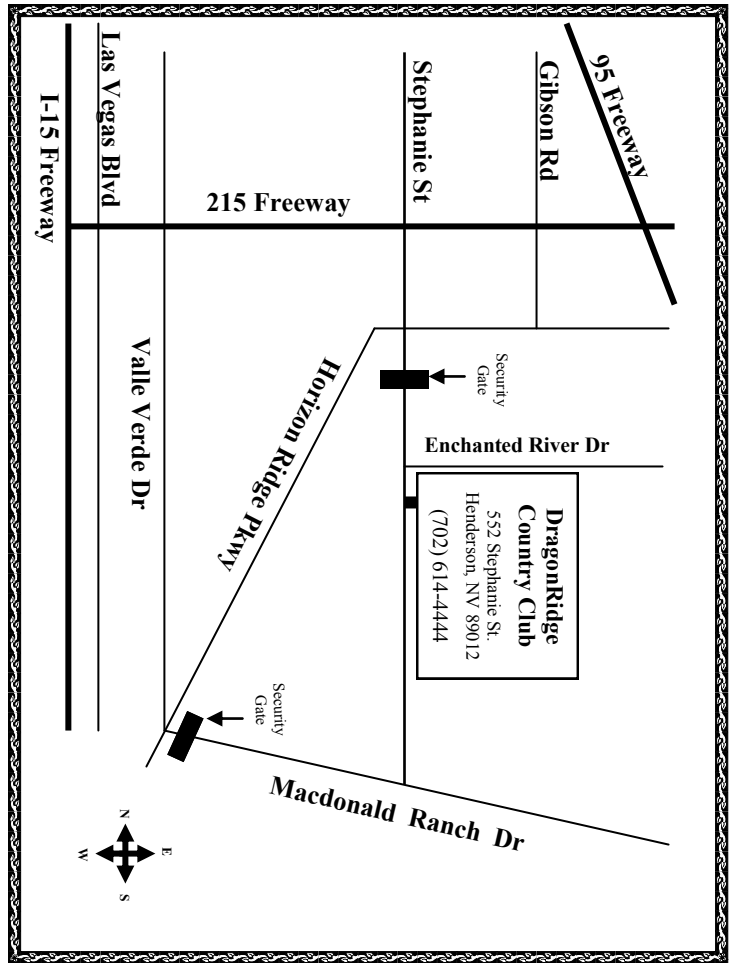 95 Freeway
Gibson Rd
Stephanie St
Las Vegas Blvd
I-15 Freeway
215 Freeway
Valle Verde Dr
Horizon Ridge Pkwy
Security
Gate
Enchanted River Dr
DragonRidge
Country Club
552 Stephanie St.
Henderson, NV 89012
(702) 614-4444
Security
Gate
Macdonald Ranch Dr
N
E
W
S